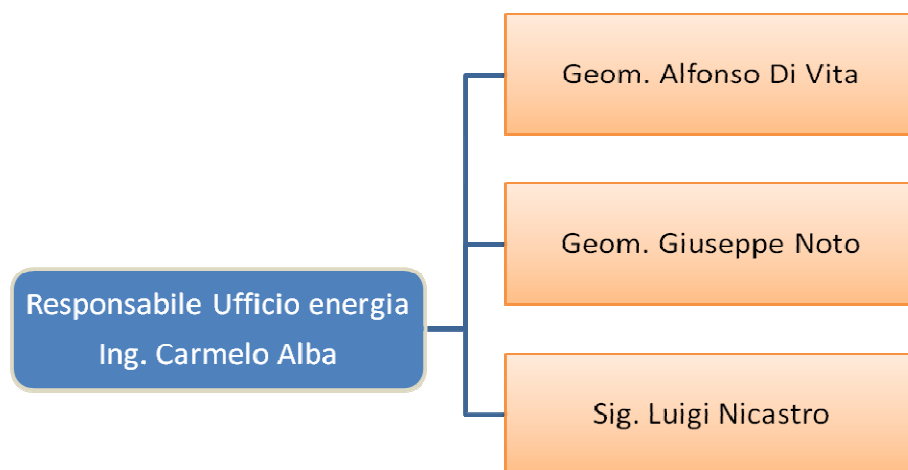 Geom. Alfonso Di Vita
Geom. Giuseppe Noto
Responsabile Ufficio energia
Ing. Carmelo Alba
Sig. Luigi Nicastro